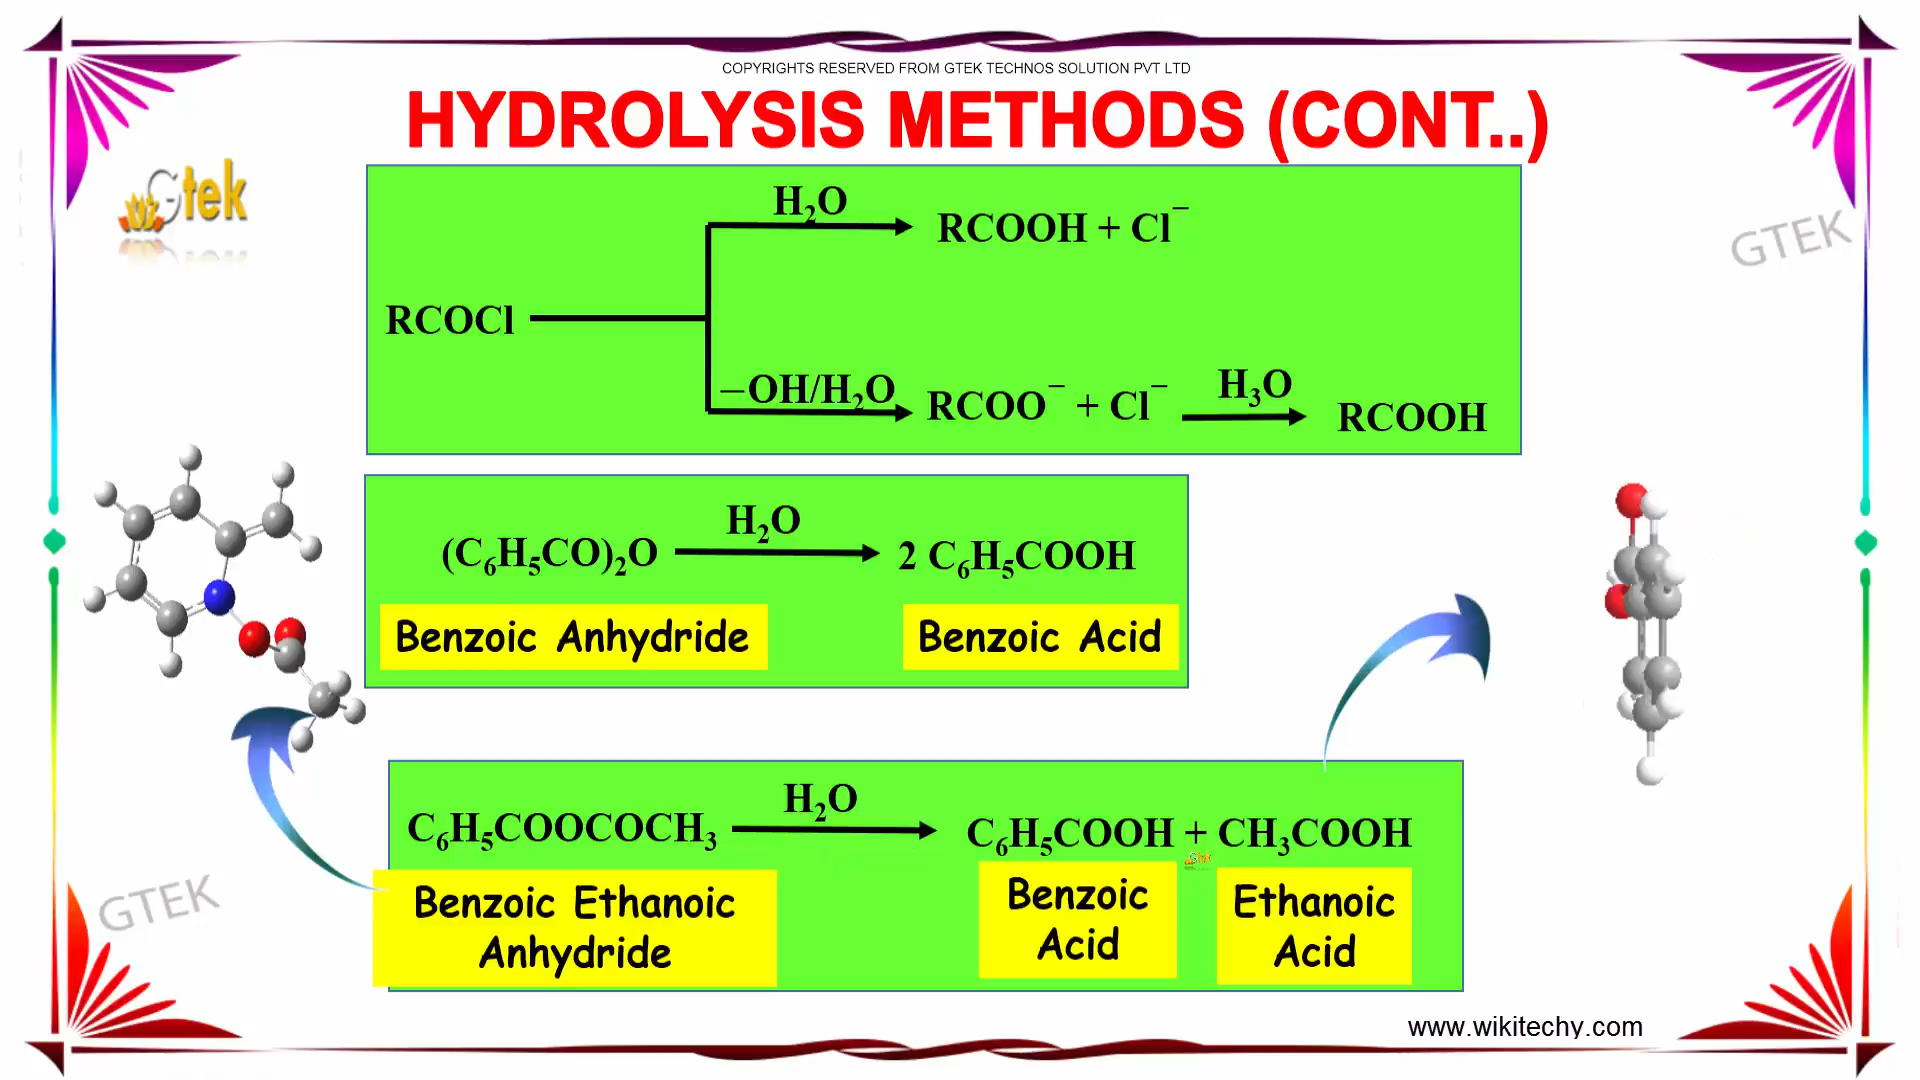 COPYRIGHTS RESERVED FROM GTEK TECHNOS SOLUTION PVT LTD
HYDROLYSIS METHODS (CONT..)
Gtek
GTEK
H₂O
RCOOH + Cl⁻
RCOCl
–OH/H₂O
RCOO⁻ + Cl⁻
H₃O
RCOOH
H₂O
(C₆H₅CO)₂O
2 C₆H₅COOH
Benzoic Anhydride
Benzoic Acid
H₂O
C₆H₅COOCOCH₃
C₆H₅COOH + CH₃COOH
Gtek
Benzoic Ethanoic
Anhydride
Benzoic
Acid
Ethanoic
Acid
GTEK
www.wikitechy.com